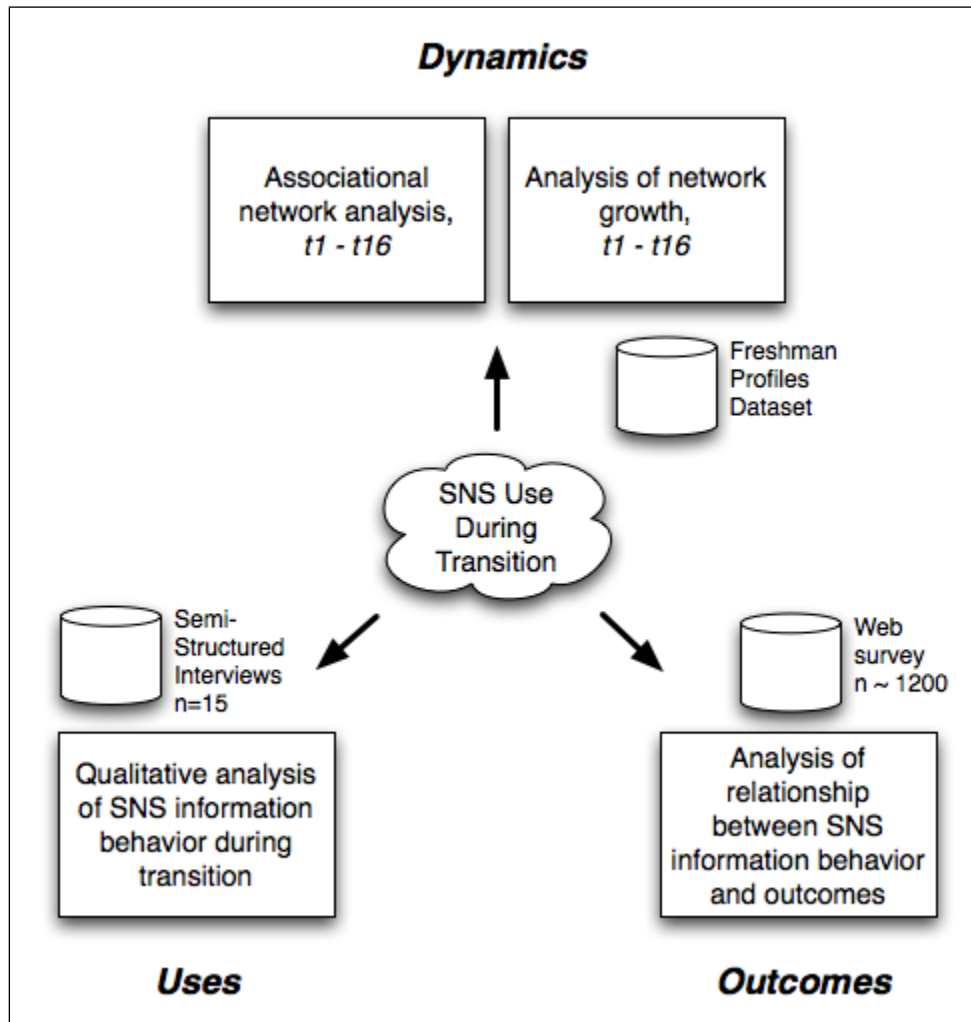 Dynamics
Associational
network analysis,
t1 - t16
Analysis of network
growth,
t1 - t16
Freshman
Profiles
Dataset
SNS Use
During
Transition
Semi-
Structured
Interviews
n=15
Web
survey
n ~ 1200
Qualitative analysis
of SNS information
behavior during
transition
Analysis of
relationship
between SNS
information behavior
and outcomes
Uses
Outcomes